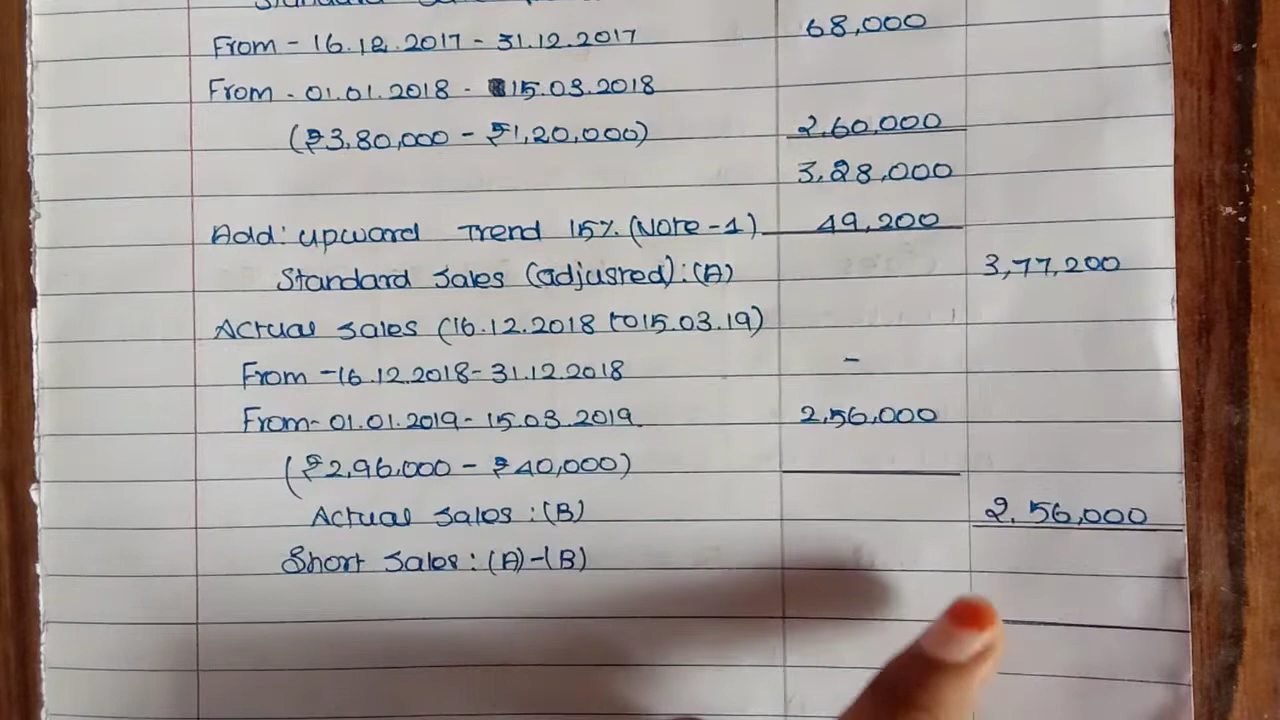 From - 16.12.2017 - 31.12.2017 68,000
From - 01.01.2018 - 15.03.2018
(₹3,80,000 - ₹1,20,000) 2,60,000
3,28,000
Add: upward Trend 15% (Note-1) 49,200
Standard Sales (adjusted):(A) 3,77,200
Actual sales (16.12.2018 to 15.03.19)
From -16.12.2018- 31.12.2018 -
From- 01.01.2019- 15.03.2019 2,56,000
(₹2,96,000 - ₹40,000)
Actual Sales :(B) 2,56,000
Short Sales: (A)-(B)